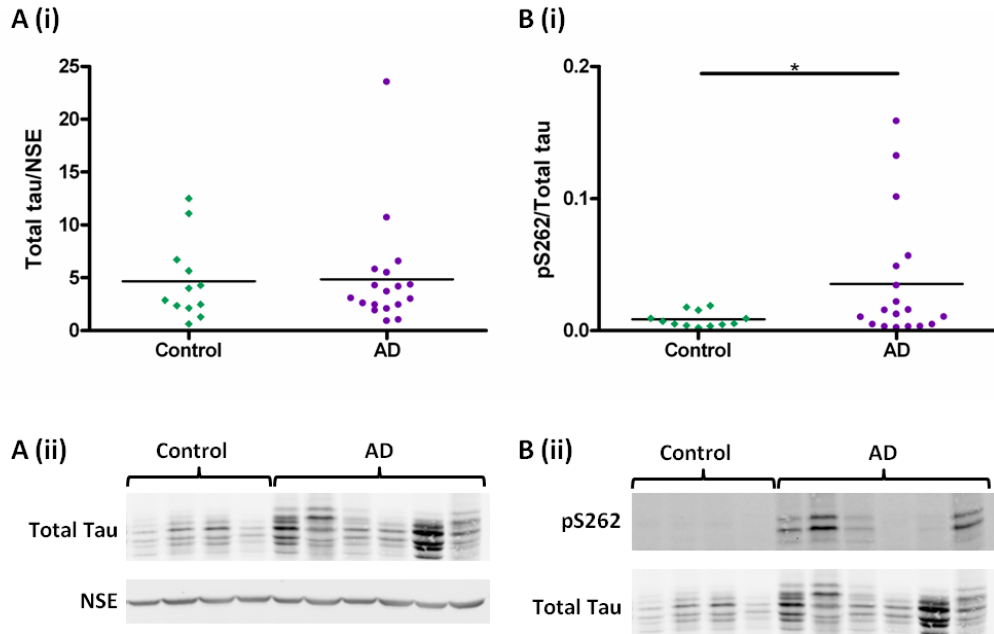 A (i)
Total tau/NSE
25
20
15
10
5
0
Control
AD
B (i)
pS262/Total tau
0.2
0.1
0.0
*
Control
AD
A (ii)
Control
AD
Total Tau
NSE
B (ii)
Control
AD
pS262
Total Tau